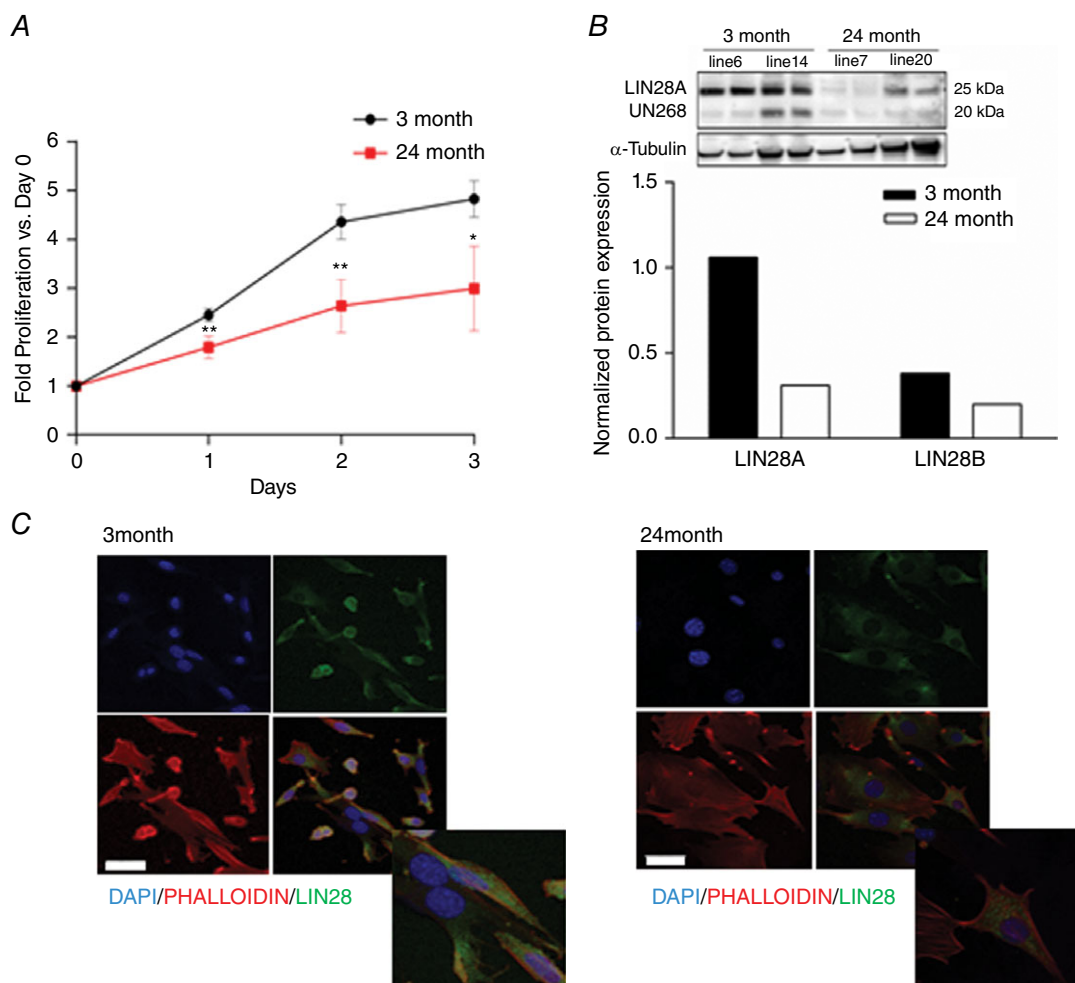 A
3 month
24 month
Fold Proliferation vs. Day 0
6
5
4
3
2
1
0
**
**
*
0 1 2 3
Days
B
3 month 24 month
line6 line14 line7 line20
LIN28A 25 kDa
UN268 20 kDa
α-Tubulin
Normalized protein expression
1.5
1.0
0.5
0.0
3 month
24 month
LIN28A LIN28B
C
3month
DAPI/PHALLOIDIN/LIN28
24month
DAPI/PHALLOIDIN/LIN28